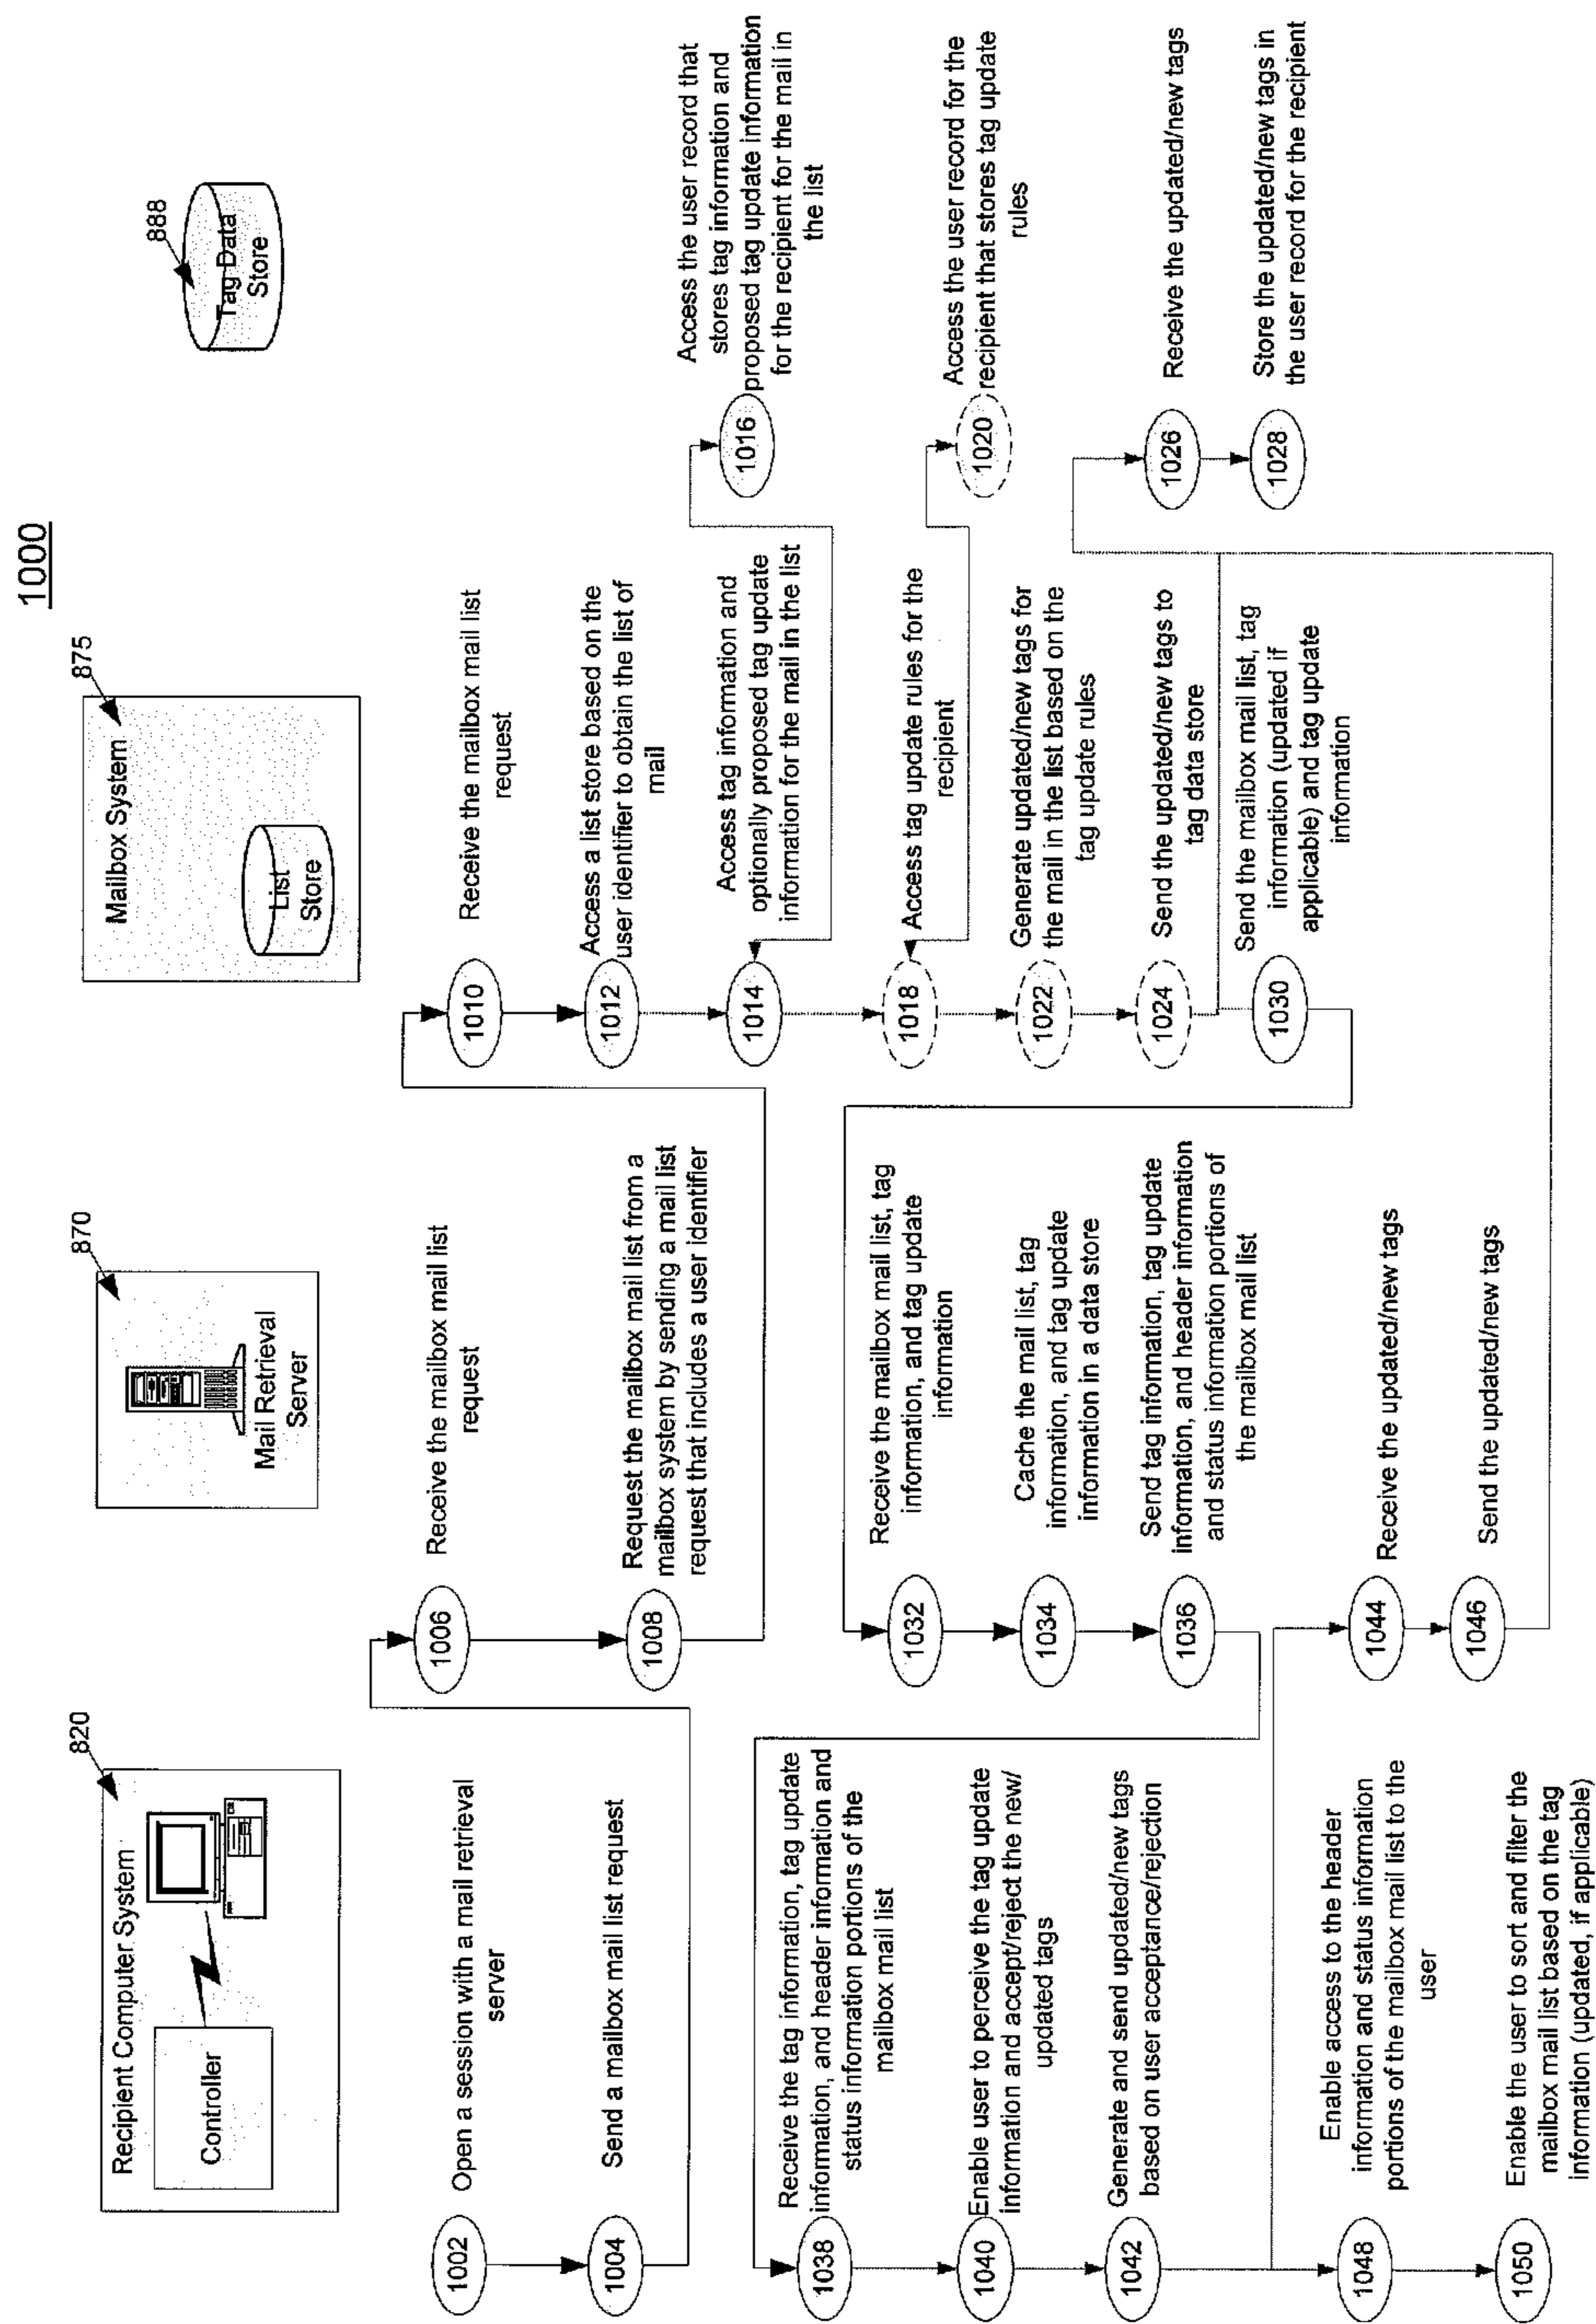 1000
820
Recipient Computer System
Controller
870
Mail Retrieval
Server
875
Mailbox System
List
Store
888
Tag Data
Store
1002
Open a session with a mail retrieval
server
1004
Send a mailbox mail list request
1006
Receive the mailbox mail list
request
1008
Request the mailbox mail list from a
mailbox system by sending a mail list
request that includes a user identifier
1010
Receive the mailbox mail list
request
1012
Access a list store based on the
user identifier to obtain the list of
mail
1014
Access tag information and
optionally proposed tag update
information for the mail in the list
1016
Access the user record that
stores tag information and
proposed tag update information
for the recipient for the mail in
the list
1018
Access tag update rules for the
recipient
1020
Access the user record for the
recipient that stores tag update
rules
1022
Generate updated/new tags for
the mail in the list based on the
tag update rules
1024
Send the updated/new tags to
tag data store
1026
Receive the updated/new tags
1028
Store the updated/new tags in
the user record for the recipient
1030
Send the mailbox mail list, tag
information (updated if
applicable) and tag update
information
1032
Receive the mailbox mail list, tag
information, and tag update
information
1034
Cache the mail list, tag
information, and tag update
information in a data store
1036
Send tag information, tag update
information, and header information
and status information portions of
the mailbox mail list
1038
Receive the tag information, tag update
information, and header information and
status information portions of the
mailbox mail list
1040
Enable user to perceive the tag update
information and accept/reject the new/
updated tags
1042
Generate and send updated/new tags
based on user acceptance/rejection
1044
Receive the updated/new tags
1046
Send the updated/new tags
1048
Enable access to the header
information and status information
portions of the mailbox mail list to the
user
1050
Enable the user to sort and filter the
mailbox mail list based on the tag
information (updated, if applicable)